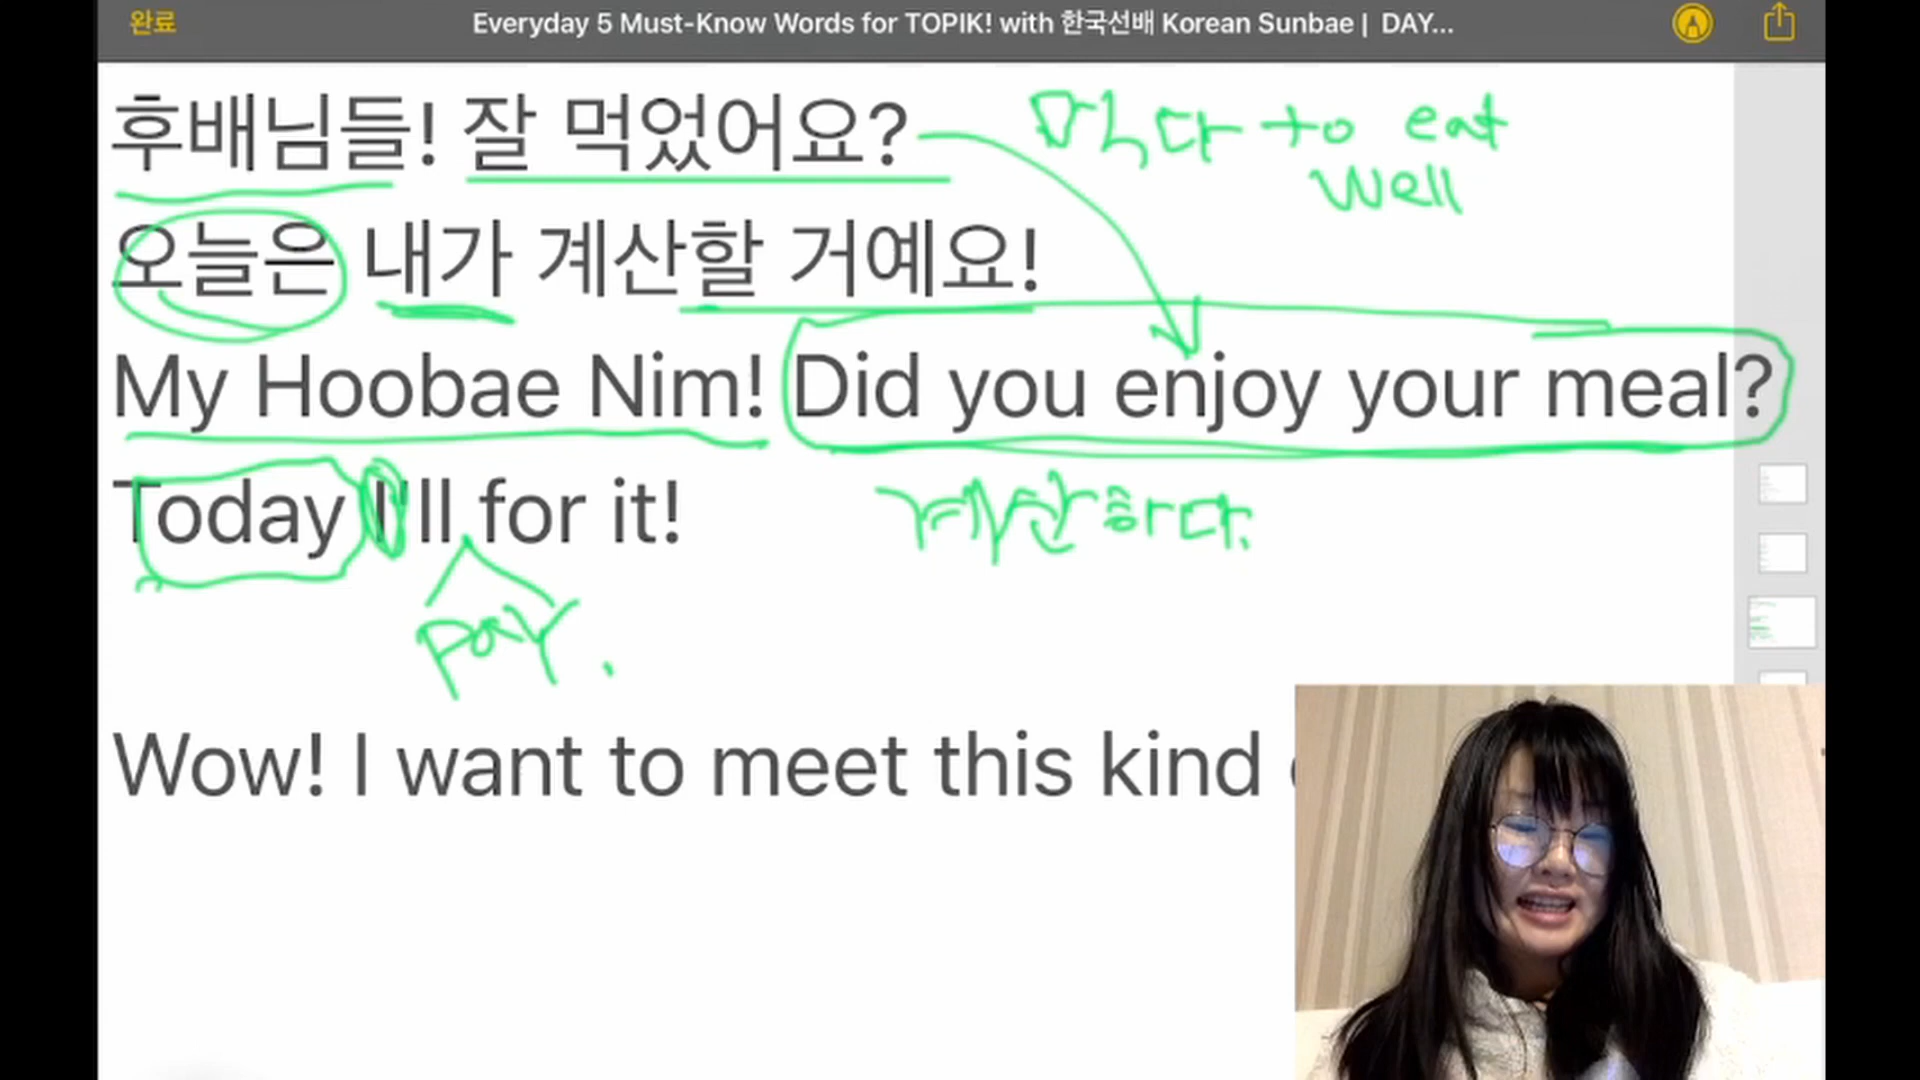 완료 Everyday 5 Must-Know Words for TOPIK! with 한국선배 Korean Sunbae | DAY...
후배님들! 잘 먹었어요?
먹다 to eat
well
오늘은 내가 계산할 거예요!
My Hoobae Nim! Did you enjoy your meal?
Today I'll for it!
계산하다.
pay.
Wow! I want to meet this kind